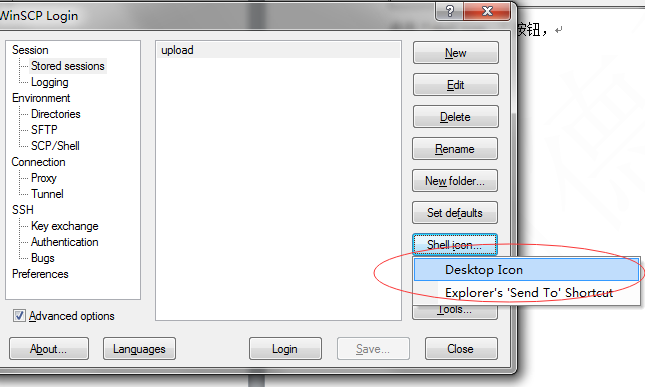 WinSCP Login
按钮，
Session
Stored sessions
Logging
Environment
Directories
SFTP
SCP/Shell
Connection
Proxy
Tunnel
SSH
Key exchange
Authentication
Bugs
Preferences
Advanced options
upload
New
Edit
Delete
Rename
New folder...
Set defaults
Shell icon...
Desktop Icon
Explorer's 'Send To' Shortcut
Tools...
About...
Languages
Login
Save...
Close